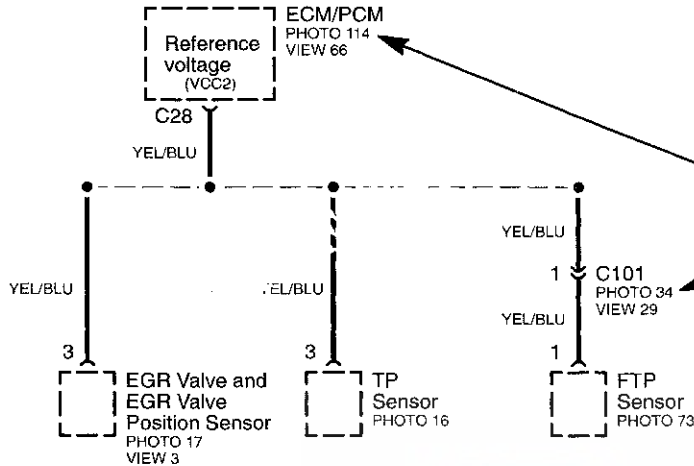 ECM/PCM
PHOTO 114
VIEW 66
Reference
voltage
(VCC2)
C28
YEL/BLU
YEL/BLU
YEL/BLU
YEL/BLU
1
C101
PHOTO 34
VIEW 29
YEL/BLU
3
3
1
EGR Valve and
EGR Valve
Position Sensor
PHOTO 17
VIEW 3
TP
Sensor
PHOTO 16
FTP
Sensor
PHOTO 73